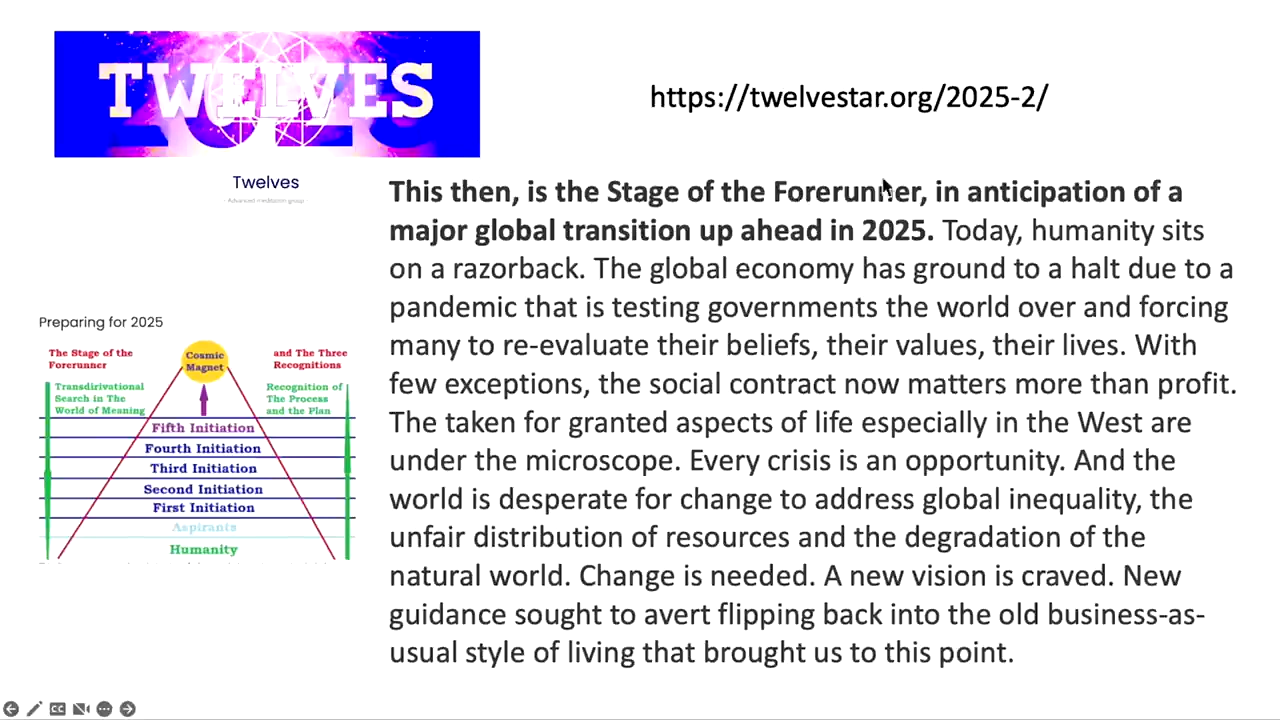 TWELVES
https://twelvestar.org/2025-2/
Twelves
- Advanced meditation group -
This then, is the Stage of the Forerunner, in anticipation of a
major global transition up ahead in 2025. Today, humanity sits
on a razorback. The global economy has ground to a halt due to a
pandemic that is testing governments the world over and forcing
many to re-evaluate their beliefs, their values, their lives. With
few exceptions, the social contract now matters more than profit.
The taken for granted aspects of life especially in the West are
under the microscope. Every crisis is an opportunity. And the
world is desperate for change to address global inequality, the
unfair distribution of resources and the degradation of the
natural world. Change is needed. A new vision is craved. New
guidance sought to avert flipping back into the old business-as-
usual style of living that brought us to this point.
Preparing for 2025
The Stage of the
Forerunner
Cosmic
Magnet
and The Three
Recognitions
Transdirivational
Search in The
World of Meaning
Recognition of
The Process
and the Plan
Fifth Initiation
Fourth Initiation
Third Initiation
Second Initiation
First Initiation
Aspirants
Humanity
CC